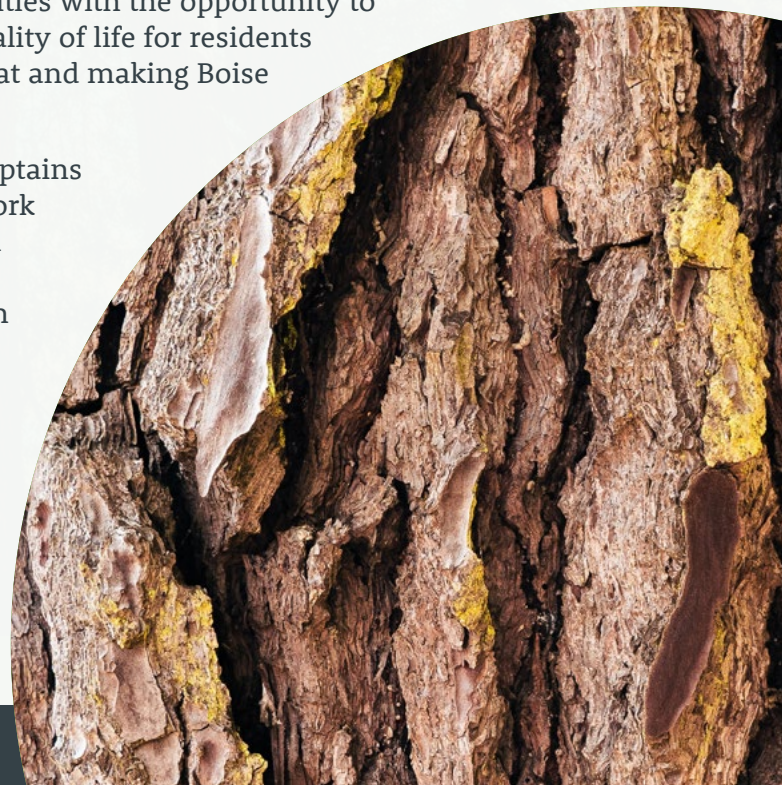 ities with the opportunity to
ality of life for residents
at and making Boise
ptains
ork
n